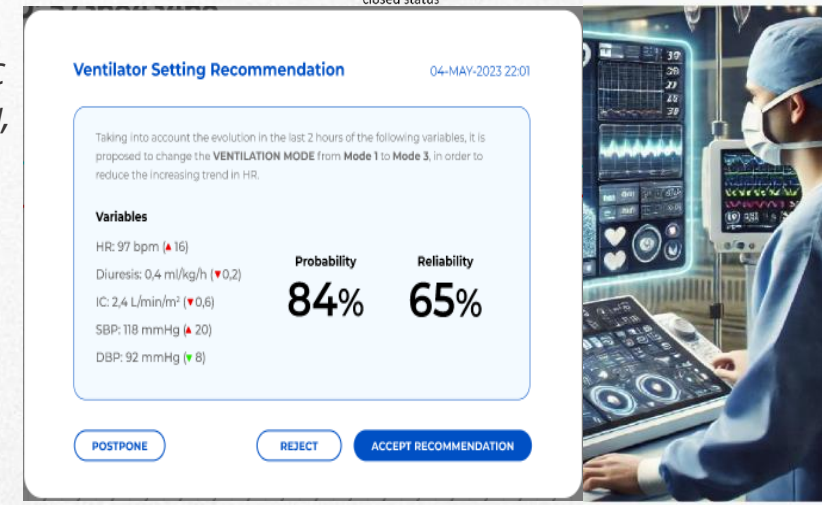 closed status
Ventilator Setting Recommendation
04-MAY-2023 22:01
Taking into account the evolution in the last 2 hours of the following variables, it is
proposed to change the VENTILATION MODE from Mode 1 to Mode 3, in order to
reduce the increasing trend in HR.
Variables
HR: 97 bpm (▲ 16)
Diuresis: 0,4 ml/kg/h (▼0,2)
IC: 2,4 L/min/m² (▼0,6)
SBP: 118 mmHg (▲ 20)
DBP: 92 mmHg (▼ 8)
Probability
84%
Reliability
65%
POSTPONE
REJECT
ACCEPT RECOMMENDATION